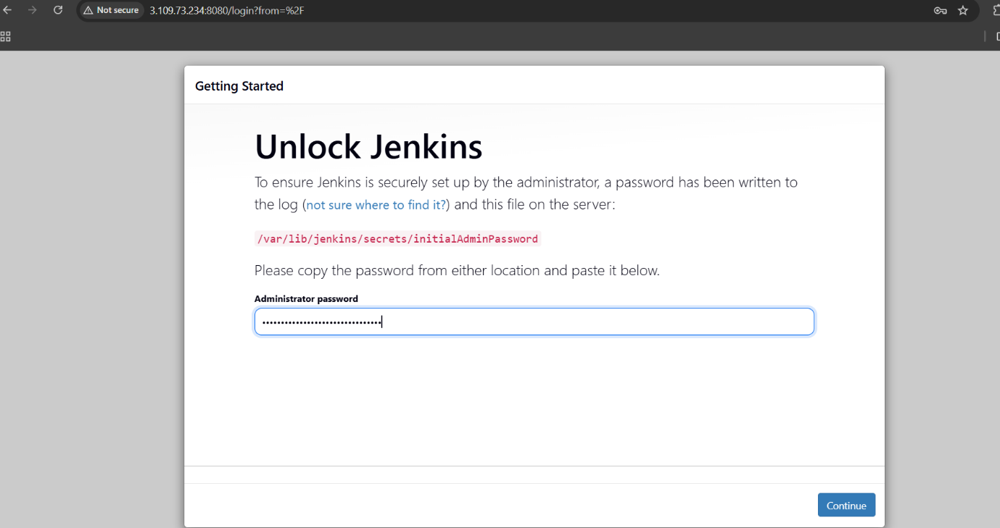 Not secure 3.109.73.234:8080/login?from=%2F
Getting Started
Unlock Jenkins
To ensure Jenkins is securely set up by the administrator, a password has been written to
the log (not sure where to find it?) and this file on the server:
/var/lib/jenkins/secrets/initialAdminPassword
Please copy the password from either location and paste it below.
Administrator password
••••••••••••••••••••••••••••••••
Continue